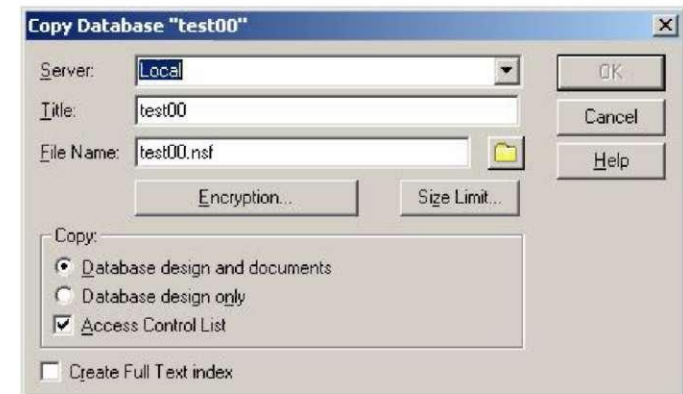 Copy Database "test00"
Server: Local
OK
Title: test00
Cancel
File Name: test00.nsf
Help
Encryption...
Size Limit...
Copy:
Database design and documents
Database design only
Access Control List
Create Full Text index